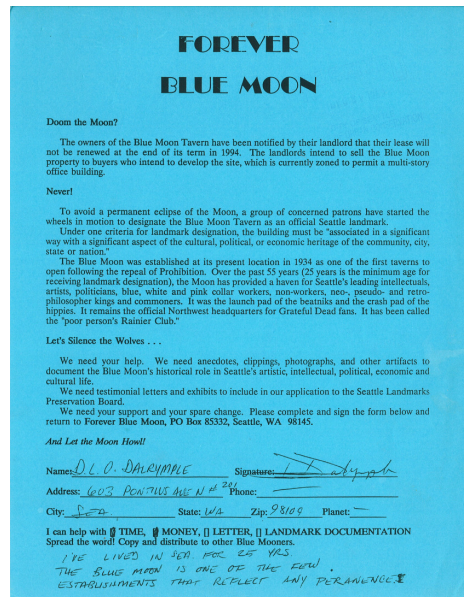 FOREVER
BLUE MOON
Doom the Moon?
The owners of the Blue Moon Tavern have been notified by their landlord that their lease will
not be renewed at the end of its term in 1994. The landlords intend to sell the Blue Moon
property to buyers who intend to develop the site, which is currently zoned to permit a multi-story
office building.
Never!
To avoid a permanent eclipse of the Moon, a group of concerned patrons have started the
wheels in motion to designate the Blue Moon Tavern as an official Seattle landmark.
Under one criteria for landmark designation, the building must be "associated in a significant
way with a significant aspect of the cultural, political, or economic heritage of the community, city,
state or nation."
The Blue Moon was established at its present location in 1934 as one of the first taverns to
open following the repeal of Prohibition. Over the past 55 years (25 years is the minimum age for
receiving landmark designation), the Moon has provided a haven for Seattle's leading intellectuals,
artists, politicians, blue, white and pink collar workers, non-workers, neo-, pseudo- and retro-
philosopher kings and commoners. It was the launch pad of the beatniks and the crash pad of the
hippies. It remains the official Northwest headquarters for Grateful Dead fans. It has been called
the "poor person's Rainier Club."
Let's Silence the Wolves . . .
We need your help. We need anecdotes, clippings, photographs, and other artifacts to
document the Blue Moon's historical role in Seattle's artistic, intellectual, political, economic and
cultural life.
We need testimonial letters and exhibits to include in our application to the Seattle Landmarks
Preservation Board.
We need your support and your spare change. Please complete and sign the form below and
return to Forever Blue Moon, PO Box 85332, Seattle, WA 98145.
And Let the Moon Howl!
Name: D.L.O. DALRYMPLE Signature: D Dalrymple
Address: 603 PONTIUS AVE N # 201 Phone:
City: SEA. State: WA Zip: 98109 Planet: —
I can help with [] TIME, [] MONEY, [] LETTER, [] LANDMARK DOCUMENTATION
Spread the word! Copy and distribute to other Blue Mooners.
I'VE LIVED IN SEA. FOR 25 YRS.
THE BLUE MOON IS ONE OF THE FEW
ESTABLISHMENTS THAT REFLECT ANY PERANENCE